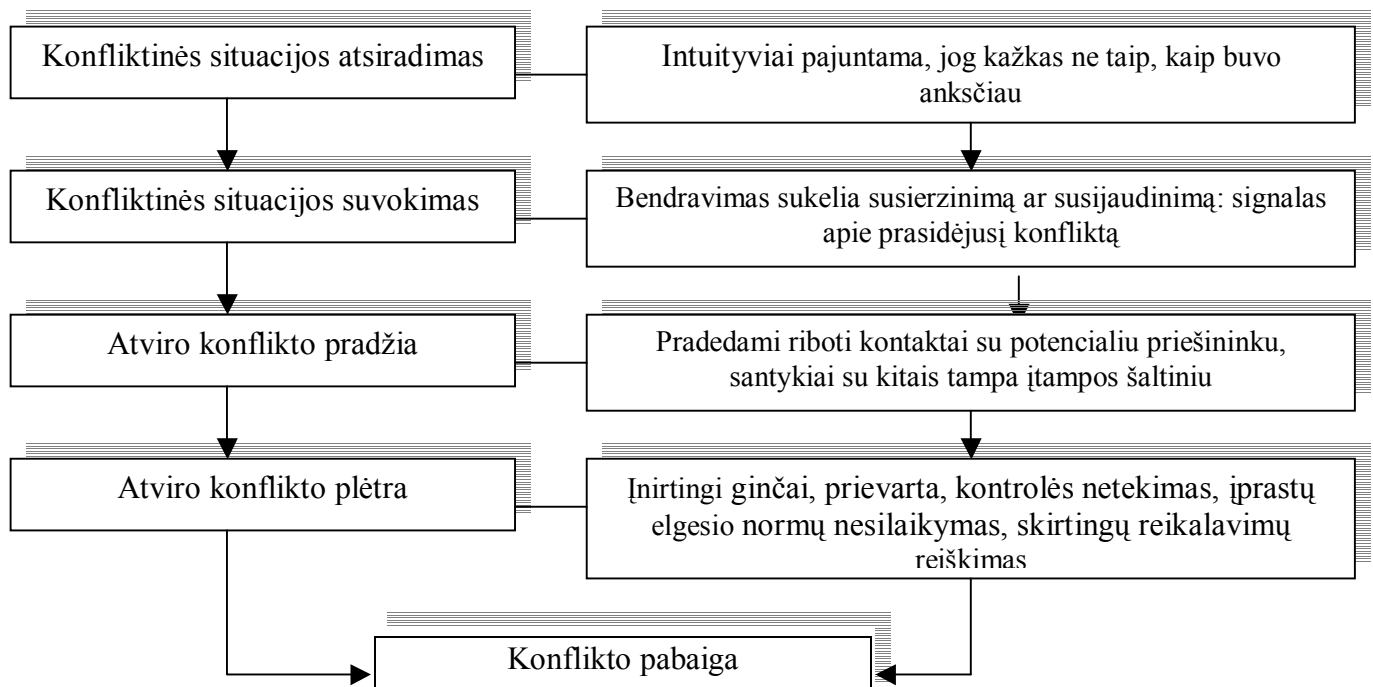 Konfliktinės situacijos atsiradimas
Intuityviai pajuntama, jog kažkas ne taip, kaip buvo
anksčiau
Konfliktinės situacijos suvokimas
Bendravimas sukelia susierzinimą ar susijaudinimą: signalas
apie prasidėjusį konfliktą
Atviro konflikto pradžia
Pradedami riboti kontaktai su potencialiu priešininku,
santykiai su kitais tampa įtampos šaltiniu
Atviro konflikto plėtra
Įnirtingi ginčai, prievarta, kontrolės netekimas, įprastų
elgesio normų nesilaikymas, skirtingų reikalavimų
reiškimas
Konflikto pabaiga